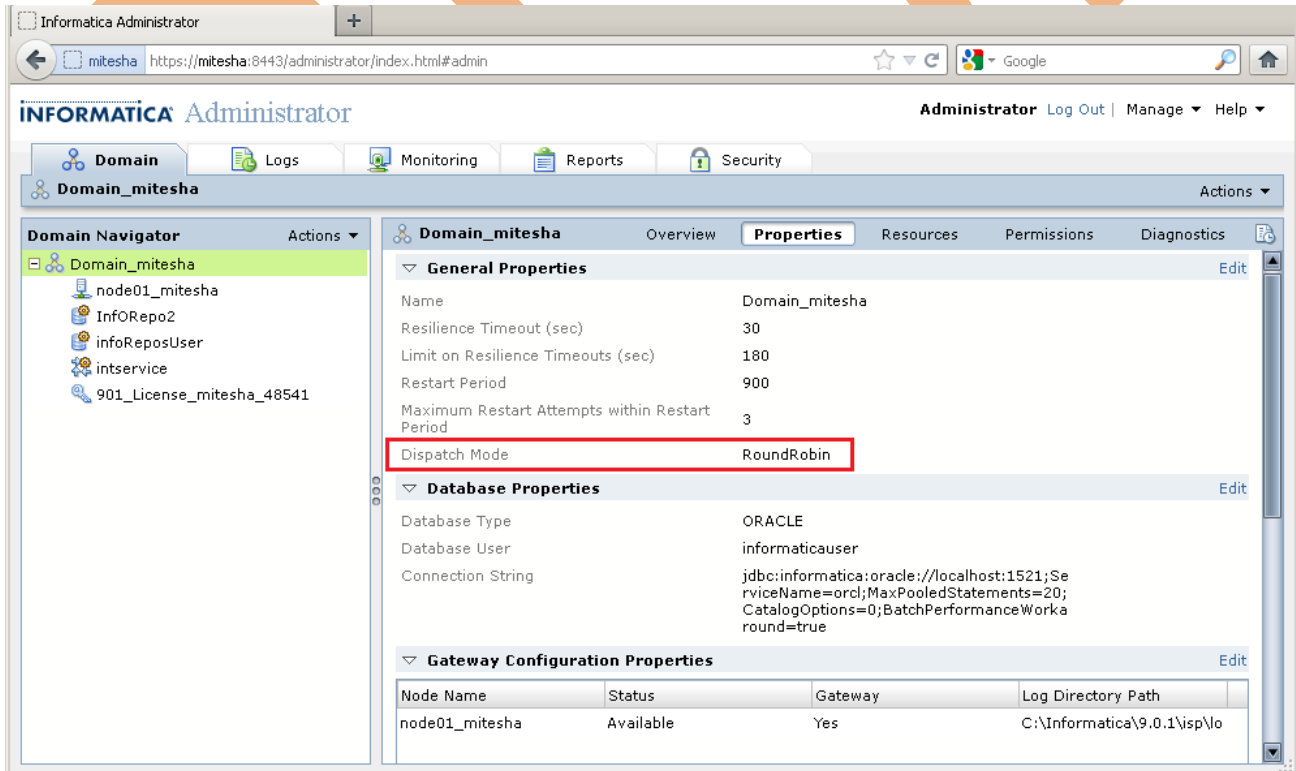 Informatica Administrator +
mitesha https://mitesha:8443/administrator/index.html#admin Google
INFORMATICA Administrator Administrator Log Out | Manage Help
Domain Logs Monitoring Reports Security
Domain_mitesha Actions
Domain Navigator Actions
Domain_mitesha
node01_mitesha
InfORepo2
infoReposUser
intservice
901_License_mitesha_48541
Domain_mitesha Overview Properties Resources Permissions Diagnostics
General Properties Edit
Name Domain_mitesha
Resilience Timeout (sec) 30
Limit on Resilience Timeouts (sec) 180
Restart Period 900
Maximum Restart Attempts within Restart
Period 3
Dispatch Mode RoundRobin
Database Properties Edit
Database Type ORACLE
Database User informaticauser
Connection String jdbc:informatica:oracle://localhost:1521;Se
rviceName=orcl;MaxPooledStatements=20;
CatalogOptions=0;BatchPerformanceWorka
round=true
Gateway Configuration Properties Edit
Node Name Status Gateway Log Directory Path
node01_mitesha Available Yes C:\Informatica\9.0.1\isp\lo